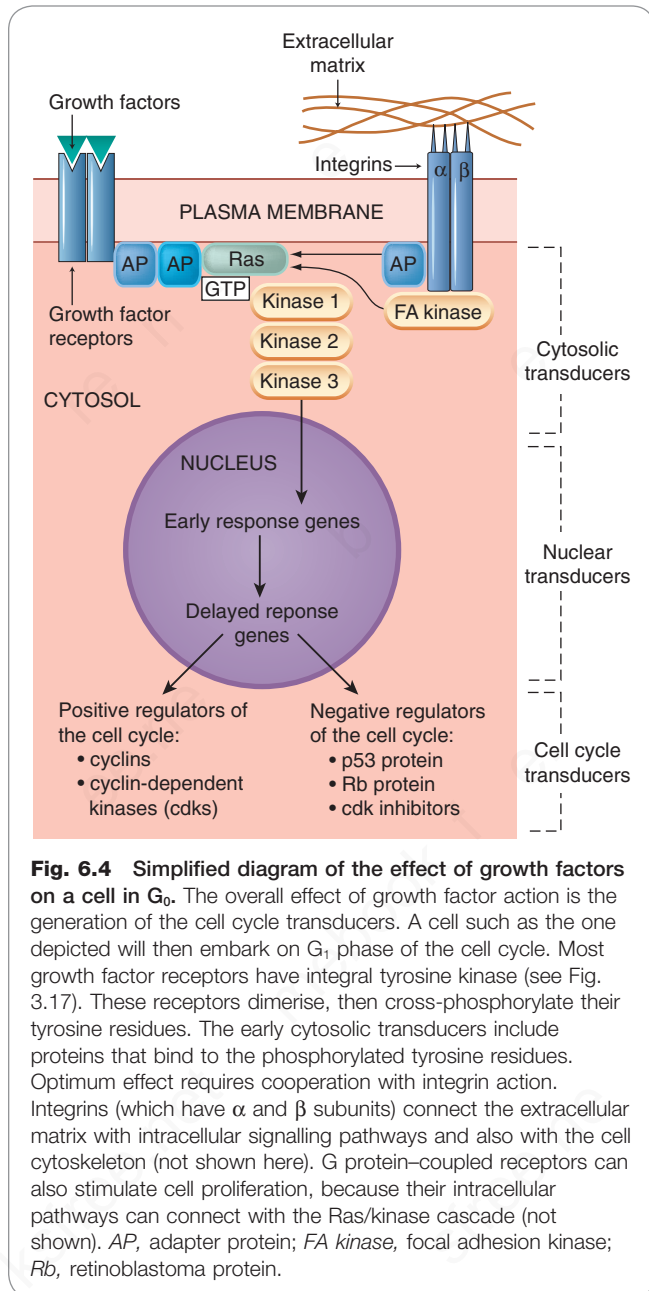 Extracellular
matrix
Growth factors
Integrins
α
β
PLASMA MEMBRANE
AP
AP
Ras
GTP
AP
FA kinase
Growth factor
receptors
Kinase 1
Kinase 2
Kinase 3
CYTOSOL
Cytosolic
transducers
NUCLEUS
Early response genes
Nuclear
transducers
Delayed reponse
genes
Positive regulators of
the cell cycle:
• cyclins
• cyclin-dependent
kinases (cdks)
Negative regulators
of the cell cycle:
• p53 protein
• Rb protein
• cdk inhibitors
Cell cycle
transducers
Fig. 6.4 Simplified diagram of the effect of growth factors
on a cell in G₀. The overall effect of growth factor action is the
generation of the cell cycle transducers. A cell such as the one
depicted will then embark on G₁ phase of the cell cycle. Most
growth factor receptors have integral tyrosine kinase (see Fig.
3.17). These receptors dimerise, then cross-phosphorylate their
tyrosine residues. The early cytosolic transducers include
proteins that bind to the phosphorylated tyrosine residues.
Optimum effect requires cooperation with integrin action.
Integrins (which have α and β subunits) connect the extracellular
matrix with intracellular signalling pathways and also with the cell
cytoskeleton (not shown here). G protein–coupled receptors can
also stimulate cell proliferation, because their intracellular
pathways can connect with the Ras/kinase cascade (not
shown). AP, adapter protein; FA kinase, focal adhesion kinase;
Rb, retinoblastoma protein.